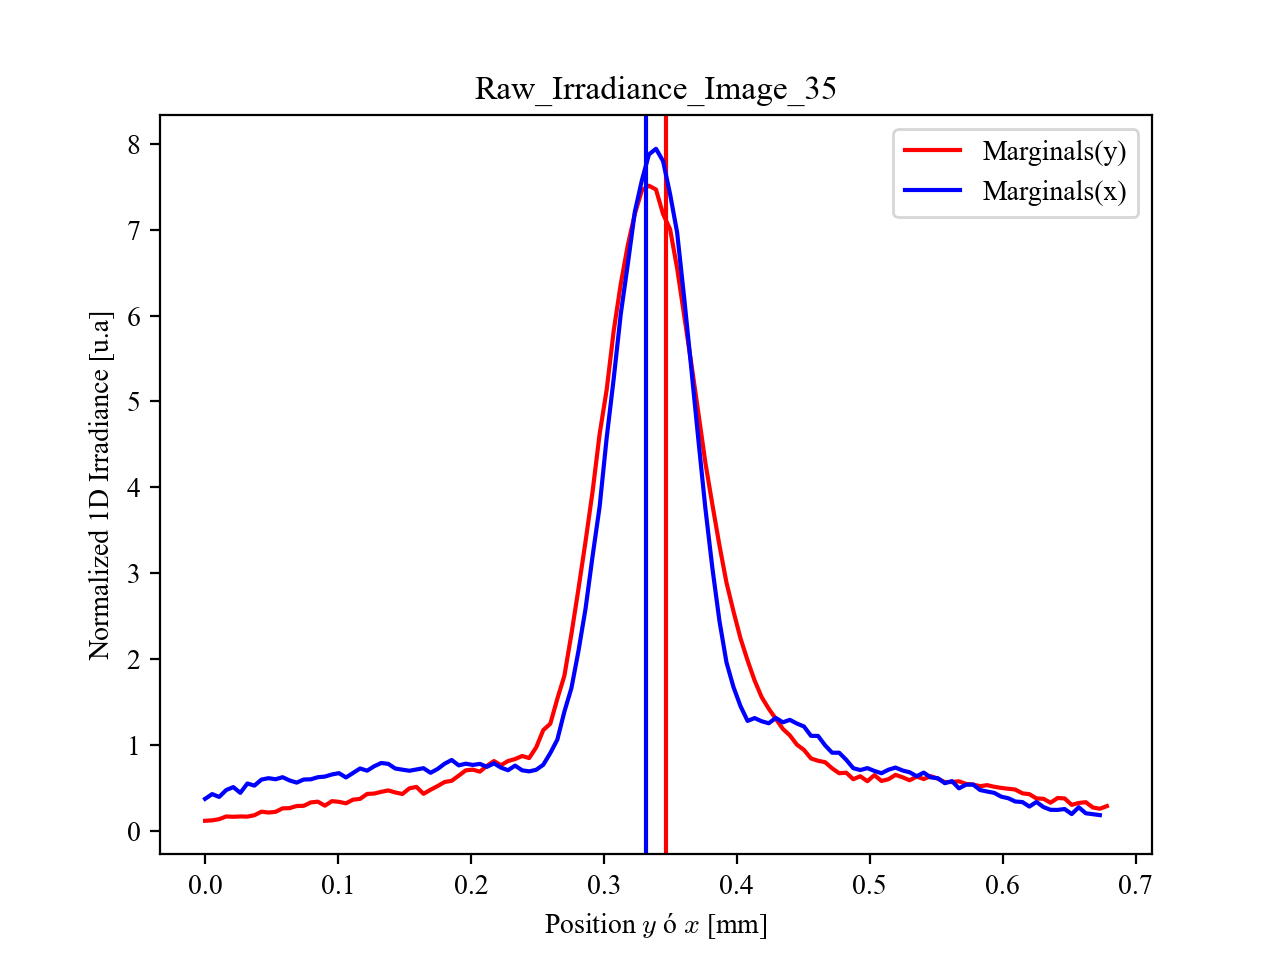 Raw_Irradiance_Image_35
Marginals(y)
Marginals(x)
Normalized 1D Irradiance [u.a]
8
7
6
5
4
3
2
1
0
0.0 0.1 0.2 0.3 0.4 0.5 0.6 0.7
Position y ó x [mm]